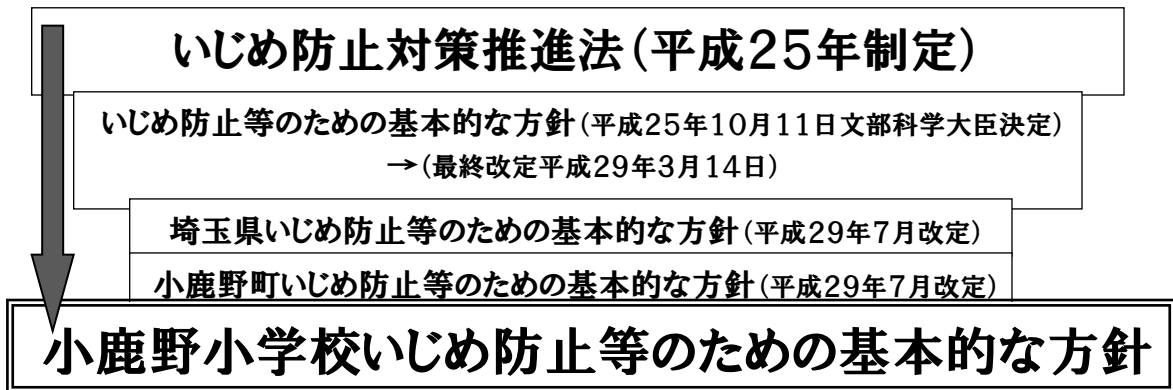 いじめ防止対策推進法(平成25年制定)
いじめ防止等のための基本的な方針(平成25年10月11日文部科学大臣決定)
→(最終改定平成29年3月14日)
埼玉県いじめ防止等のための基本的な方針(平成29年7月改定)
小鹿野町いじめ防止等のための基本的な方針(平成29年7月改定)
小鹿野小学校いじめ防止等のための基本的な方針